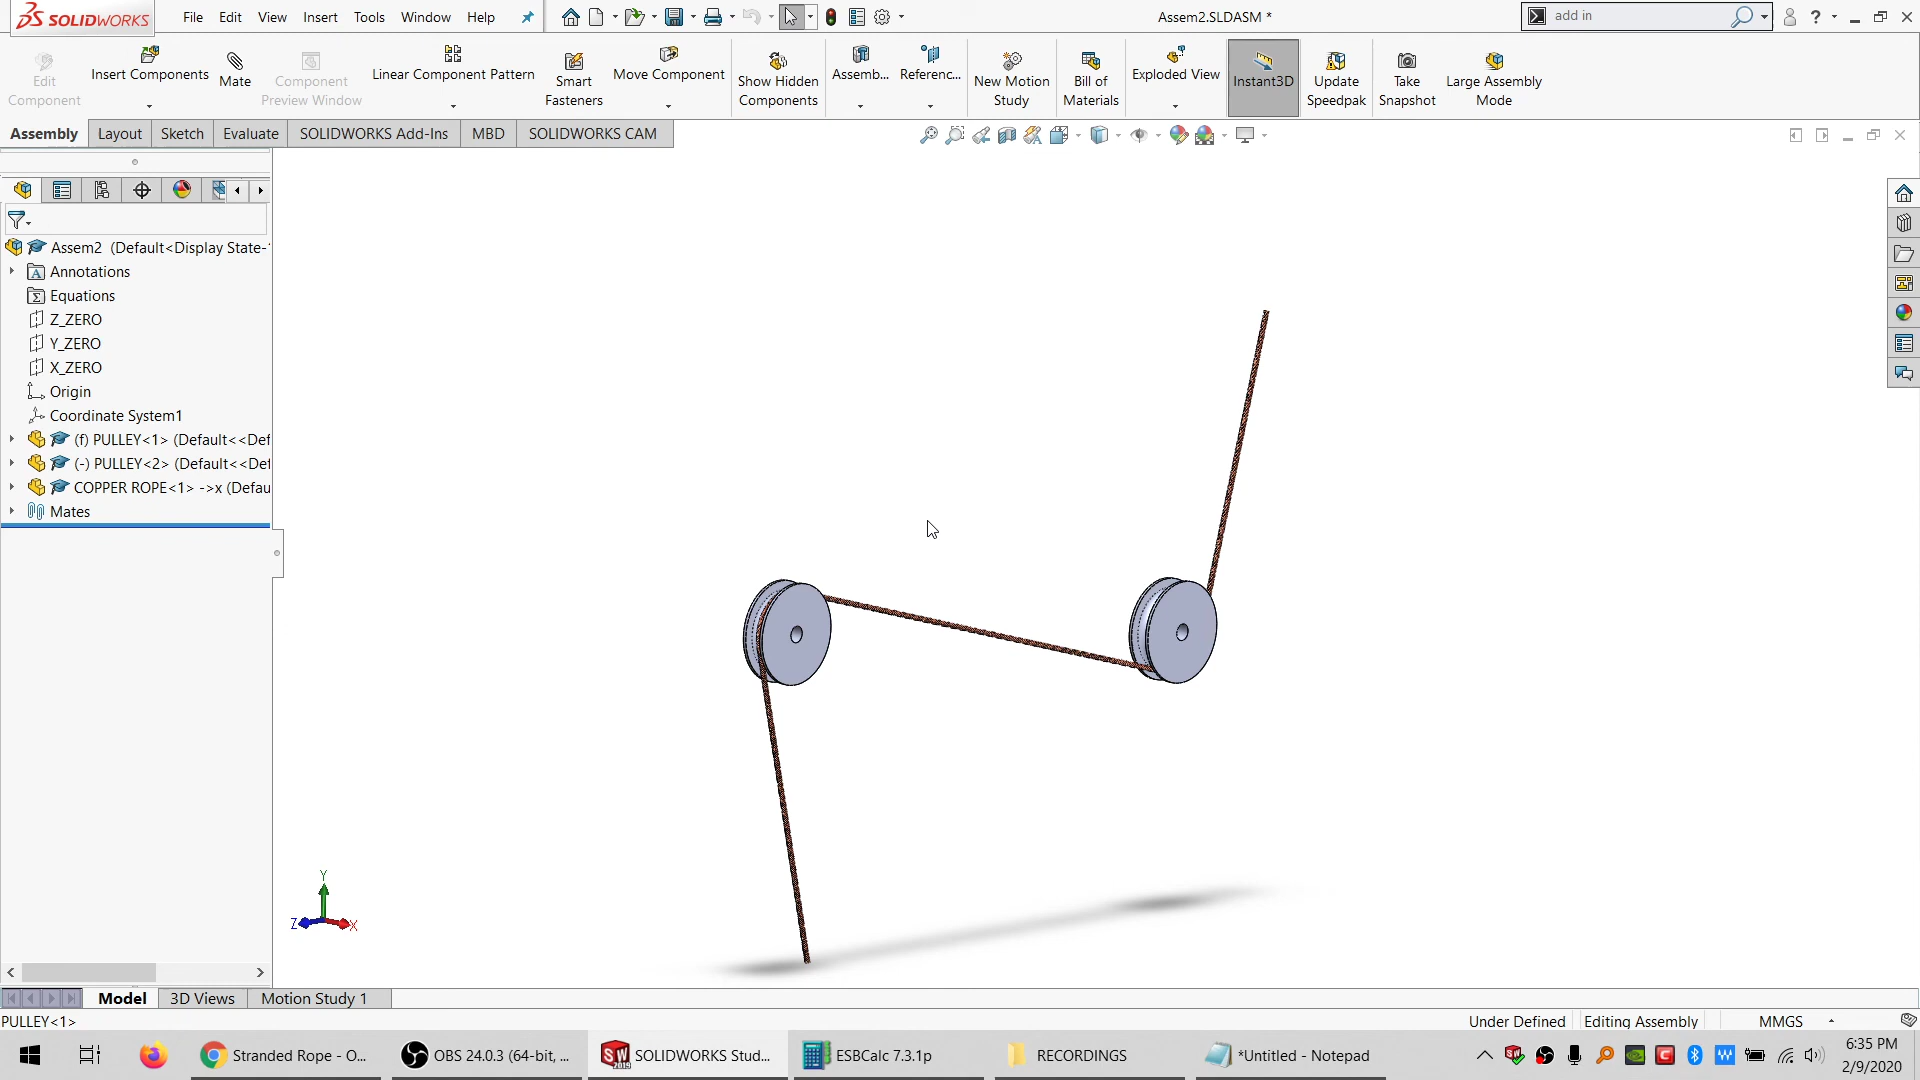 SOLIDWORKS File Edit View Insert Tools Window Help Assem2.SLDASM * add in
Edit Component Insert Components Mate Component Preview Window Linear Component Pattern Smart Fasteners Move Component Show Hidden Components Assemb... Referenc... New Motion Study Bill of Materials Exploded View Instant3D Update Speedpak Take Snapshot Large Assembly Mode
Assembly Layout Sketch Evaluate SOLIDWORKS Add-Ins MBD SOLIDWORKS CAM
Assem2 (Default<Display State-
Annotations
Equations
Z_ZERO
Y_ZERO
X_ZERO
Origin
Coordinate System1
(f) PULLEY<1> (Default<<Def
(-) PULLEY<2> (Default<<Def
COPPER ROPE<1> ->x (Defau
Mates
Y
Z X
Model 3D Views Motion Study 1
PULLEY<1> Under Defined Editing Assembly MMGS
Stranded Rope - O... OBS 24.0.3 (64-bit, ... SOLIDWORKS Stud... ESBCalc 7.3.1p RECORDINGS *Untitled - Notepad 6:35 PM
2/9/2020